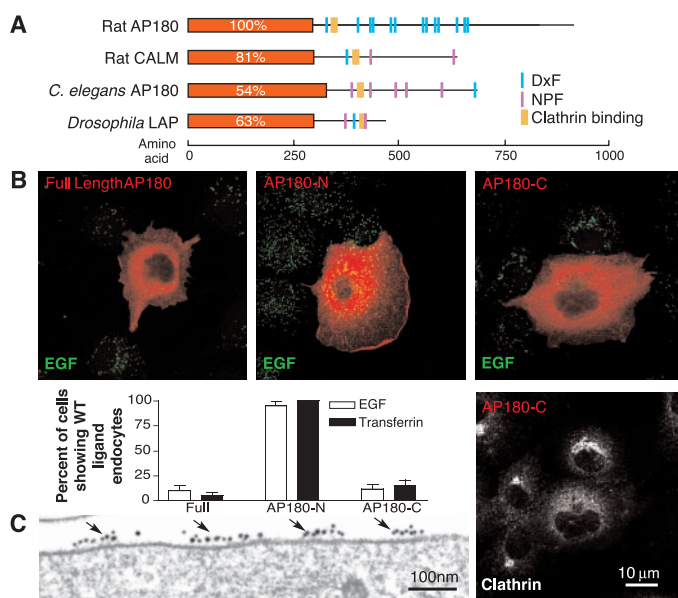 A
Rat AP180
100%
Rat CALM
81%
C. elegans AP180
54%
Drosophila LAP
63%
DxF
NPF
Clathrin binding
Amino
acid
0
250
500
750
1000
B
Full LengthAP180
EGF
AP180-N
EGF
AP180-C
EGF
Percent of cells
showing WT
ligand
endocytes
100
75
50
25
0
EGF
Transferrin
Full
AP180-N
AP180-C
AP180-C
Clathrin
10 µm
C
100nm